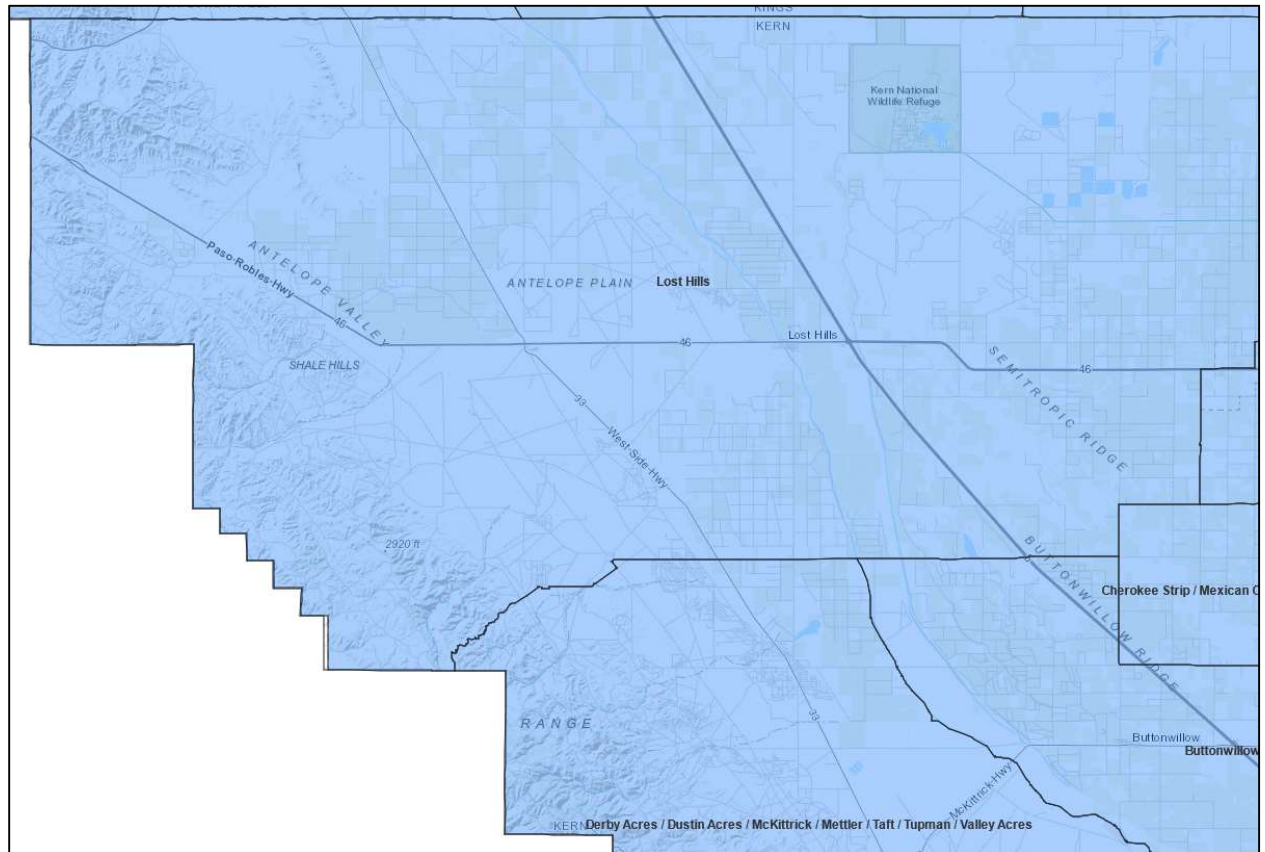 KINGS
KERN
Kern National
Wildlife Refuge
ANTELOPE VALLEY
Paso-Robles-Hwy
46
ANTELOPE PLAIN
Lost Hills
46
Lost Hills
SEMITROPIC RIDGE
46
SHALE HILLS
33
West-Side-Hwy
2920 ft
BUTTONWILLOW RIDGE
Cherokee Strip / Mexican
RANGE
33
Buttonwillow
Buttonwillow
McKittrick-Hwy
KERN
Derby Acres / Dustin Acres / McKittrick / Mettler / Taft / Tupman / Valley Acres